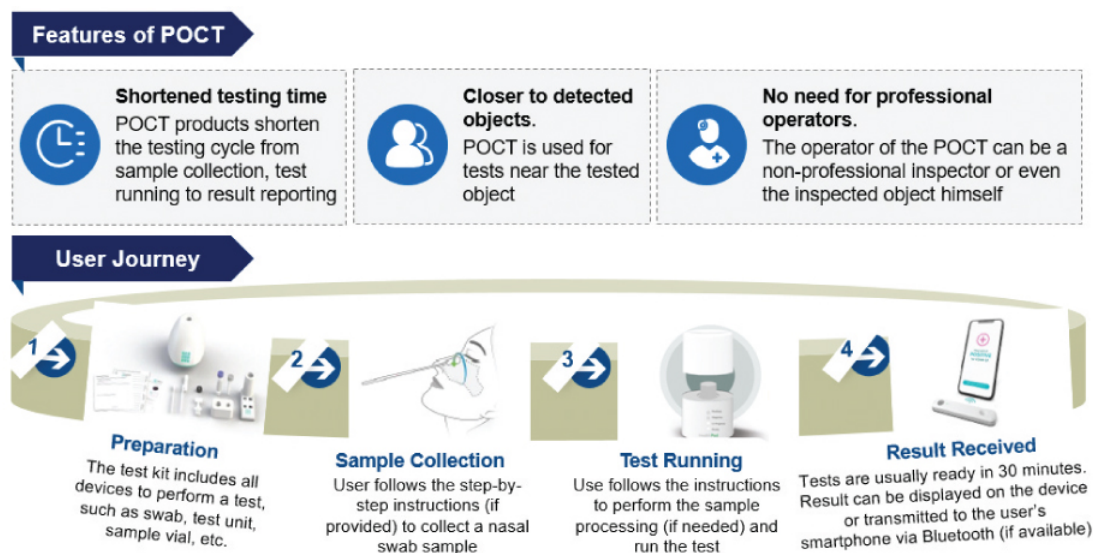 Features of POCT
Shortened testing time
POCT products shorten
the testing cycle from
sample collection, test
running to result reporting
Closer to detected
objects.
POCT is used for
tests near the tested
object
No need for professional
operators.
The operator of the POCT can be a
non-professional inspector or even
the inspected object himself
User Journey
1
Preparation
The test kit includes all
devices to perform a test,
such as swab, test unit,
sample vial, etc.
2
Sample Collection
User follows the step-by-
step instructions (if
provided) to collect a nasal
swab sample
3
Test Running
Use follows the instructions
to perform the sample
processing (if needed) and
run the test
4
Result Received
Tests are usually ready in 30 minutes.
Result can be displayed on the device
or transmitted to the user's
smartphone via Bluetooth (if available)